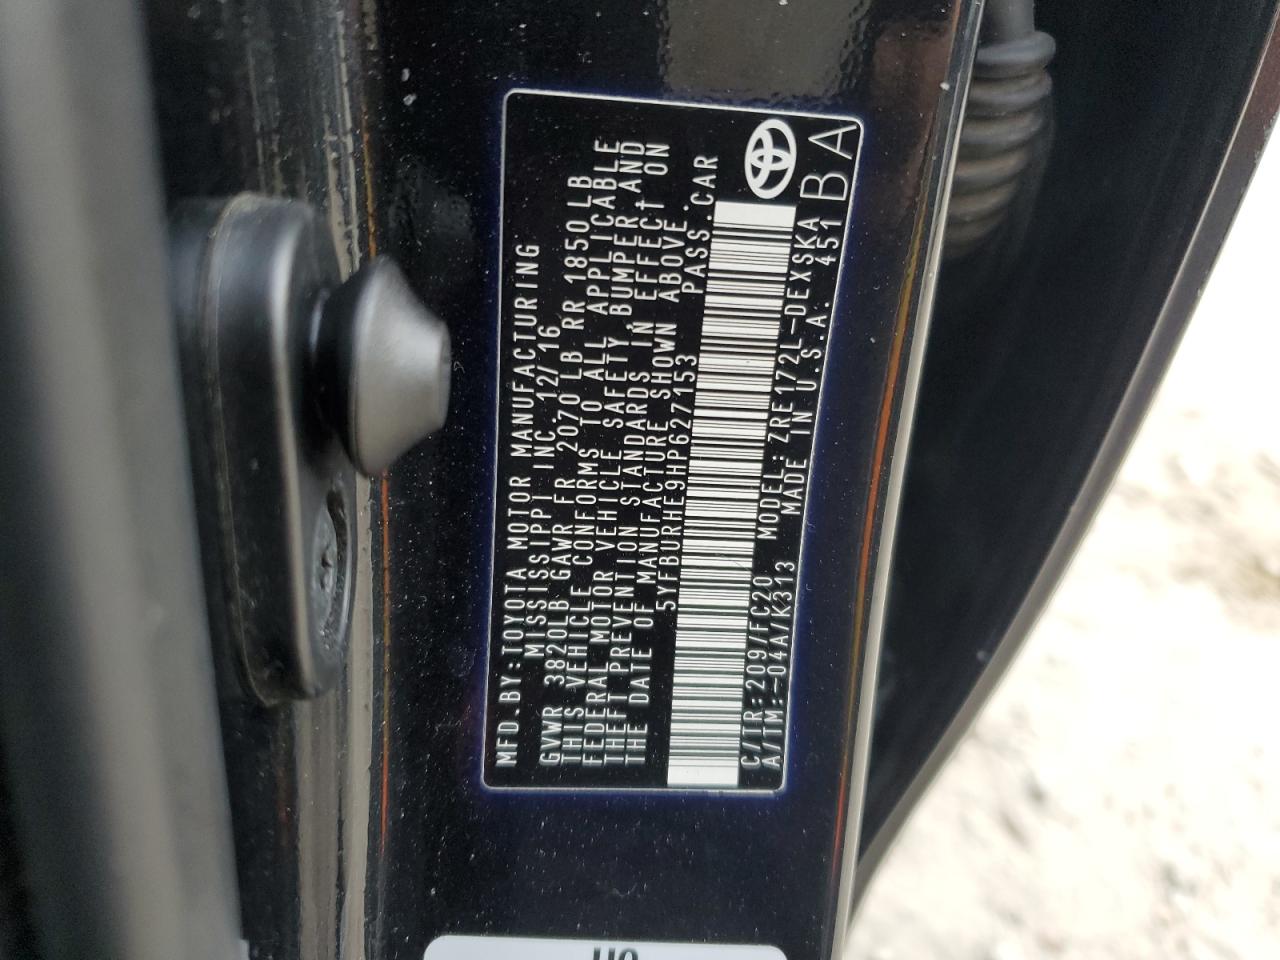 MFD.BY:TOYOTA MOTOR MANUFACTURING
MISSISSIPPI INC. 12/16
GVWR 3820LB GAWR FR 2070 LB RR 1850 LB
THIS VEHICLE CONFORMS TO ALL APPLICABLE
FEDERAL MOTOR VEHICLE SAFETY, BUMPER, AND
THEFT PREVENTION STANDARDS IN EFFECT ON
THE DATE OF MANUFACTURE SHOWN ABOVE.
5YFBURHE9HP627153 PASS.CAR
C/TR:209/FC20 MODEL:ZRE172L-DEXSKA
A/TM:-04A/K313 MADE IN U.S.A. 451
BA